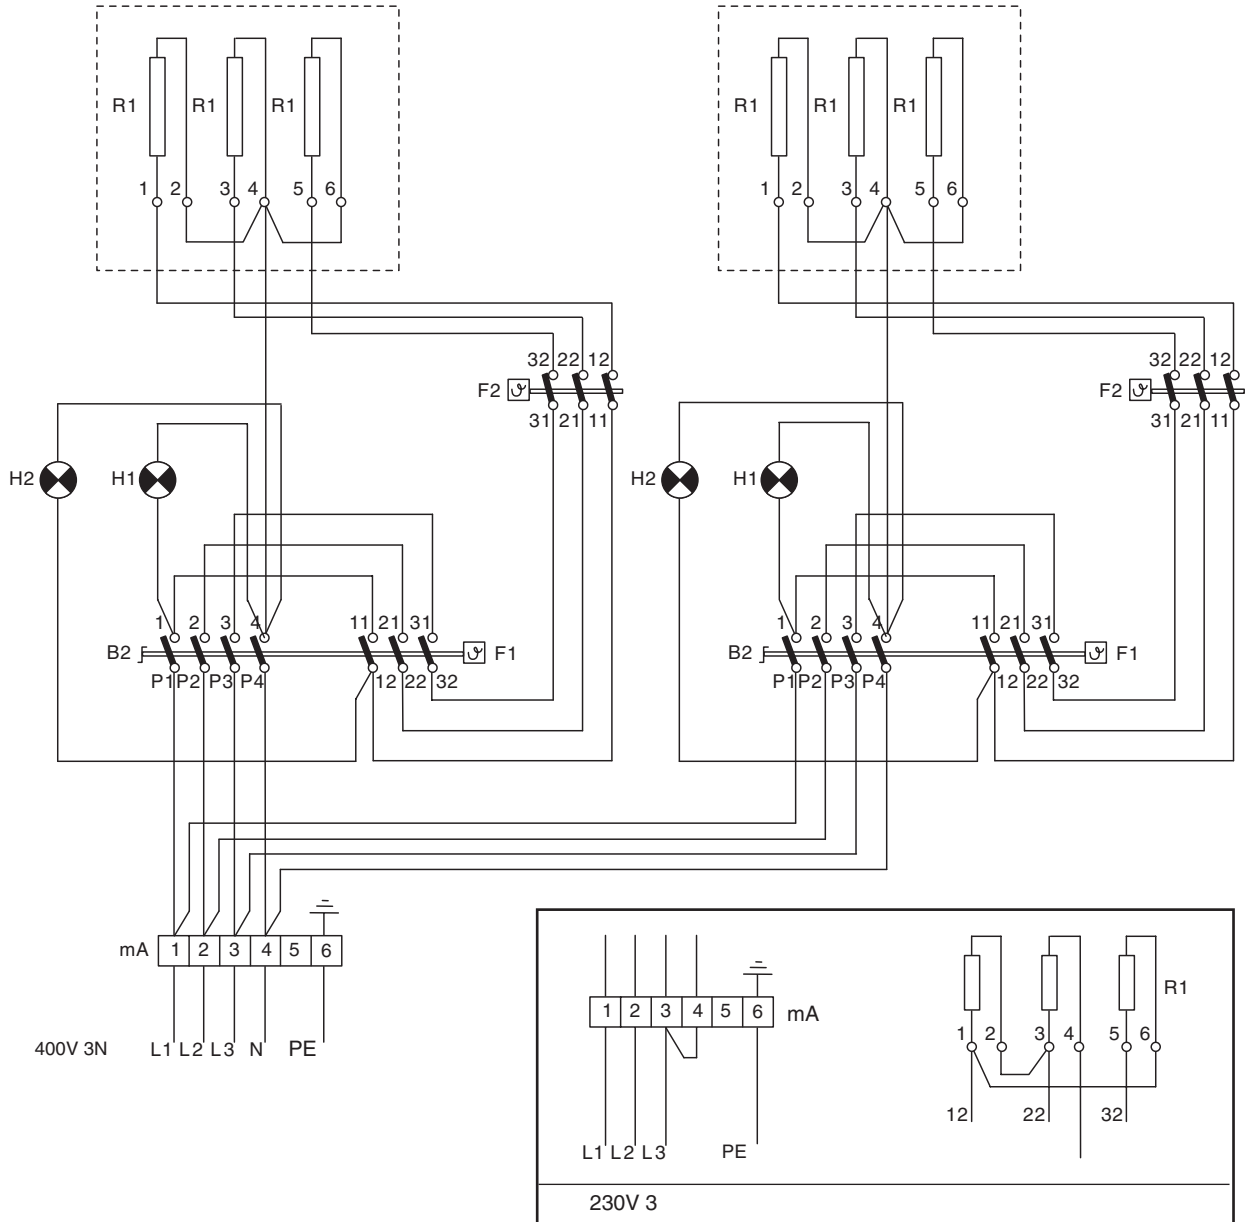 R1 R1 R1 R1 R1 R1
1 2 3 4 5 6 1 2 3 4 5 6
32 22 12 32 22 12
F2 ϑ F2 ϑ
31 21 11 31 21 11
H2 H1 H2 H1
1 2 3 4 11 21 31 1 2 3 4 11 21 31
B2 ϑ F1 B2 ϑ F1
P1 P2 P3 P4 12 22 32 P1 P2 P3 P4 12 22 32
mA 1 2 3 4 5 6
400V 3N L1 L2 L3 N PE
1 2 3 4 5 6 mA
L1 L2 L3 PE
R1
1 2 3 4 5 6
12 22 32
230V 3